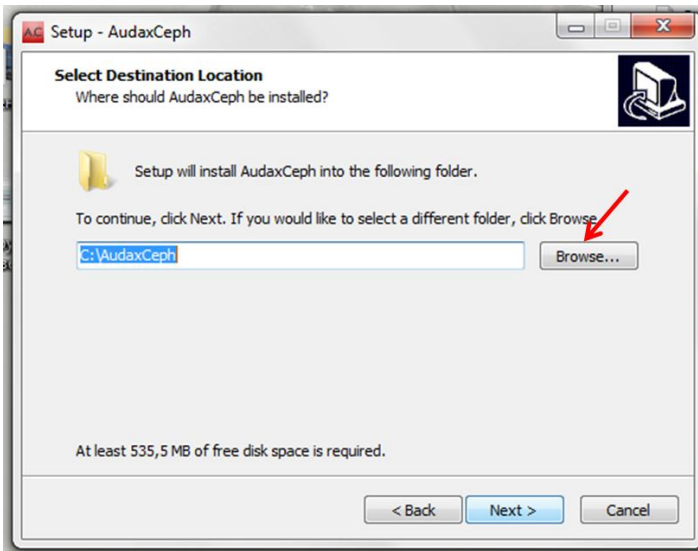 AC Setup - AudaxCeph
Select Destination Location
Where should AudaxCeph be installed?
Setup will install AudaxCeph into the following folder.
To continue, click Next. If you would like to select a different folder, click Browse.
C:\AudaxCeph
Browse...
At least 535,5 MB of free disk space is required.
< Back
Next >
Cancel